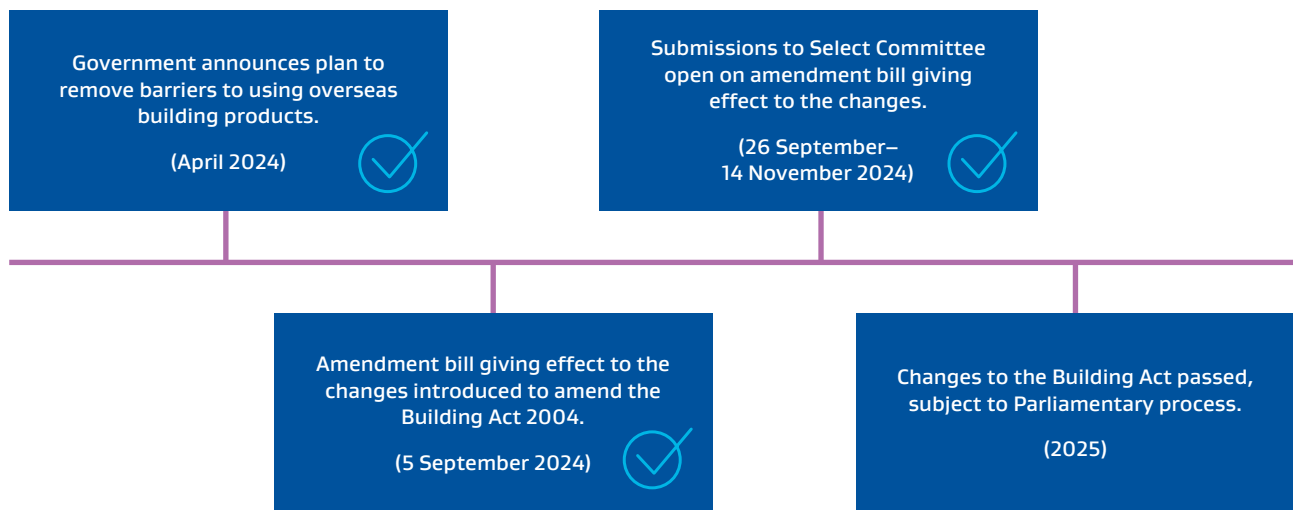 Government announces plan to
remove barriers to using overseas
building products.
(April 2024)
Amendment bill giving effect to the
changes introduced to amend the
Building Act 2004.
(5 September 2024)
Submissions to Select Committee
open on amendment bill giving
effect to the changes.
(26 September–
14 November 2024)
Changes to the Building Act passed,
subject to Parliamentary process.
(2025)